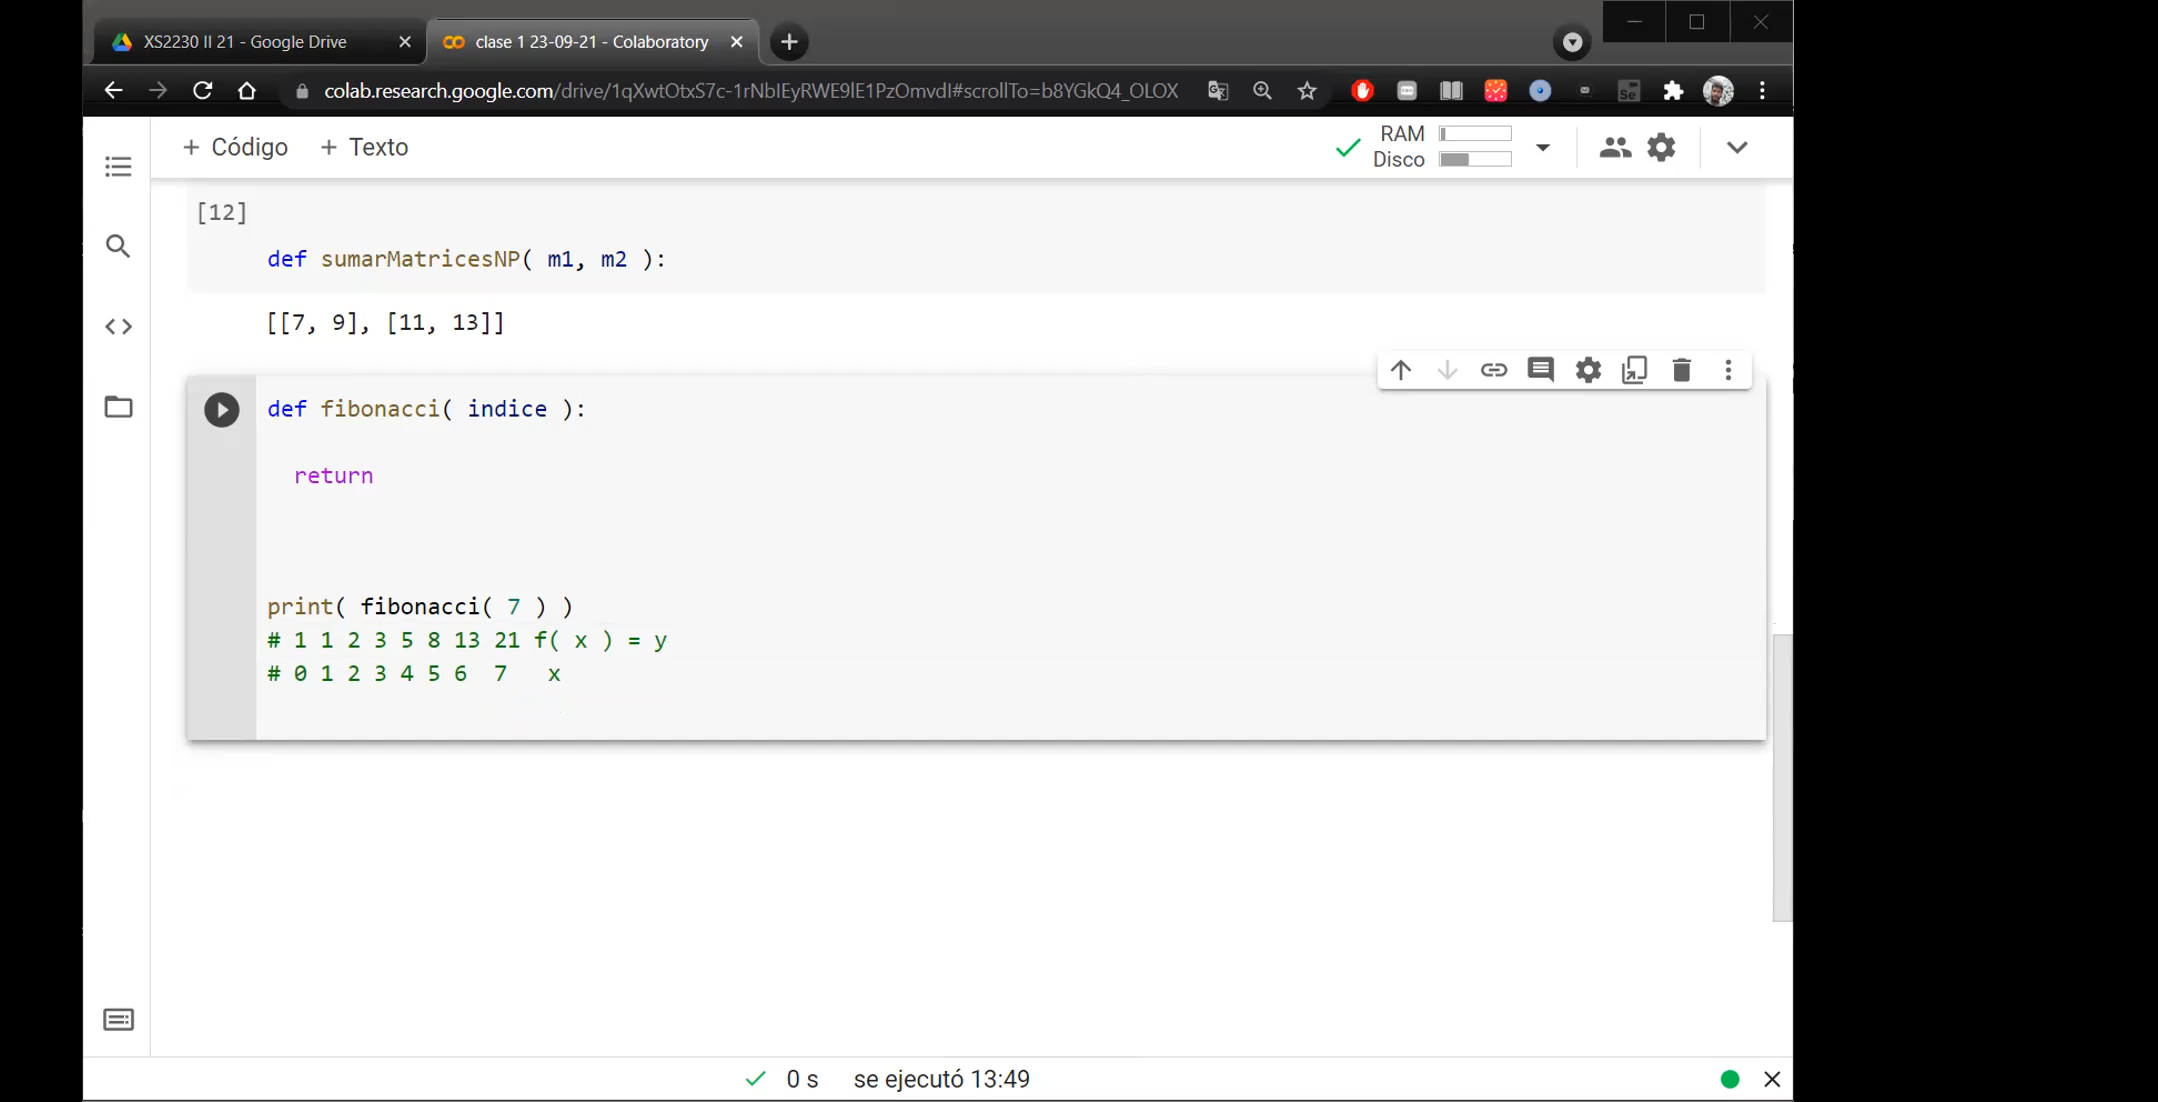 XS2230 II 21 - Google Drive
clase 1 23-09-21 - Colaboratory
colab.research.google.com/drive/1qXwtOtxS7c-1rNbIEyRWE9lE1PzOmvdI#scrollTo=b8YGkQ4_OLOX
Se
+ Código + Texto
RAM
Disco
[12]
def sumarMatricesNP( m1, m2 ):
[[7, 9], [11, 13]]
def fibonacci( indice ):
return
print( fibonacci( 7 ) )
# 1 1 2 3 5 8 13 21 f( x ) = y
# 0 1 2 3 4 5 6 7 x
0 s se ejecutó 13:49